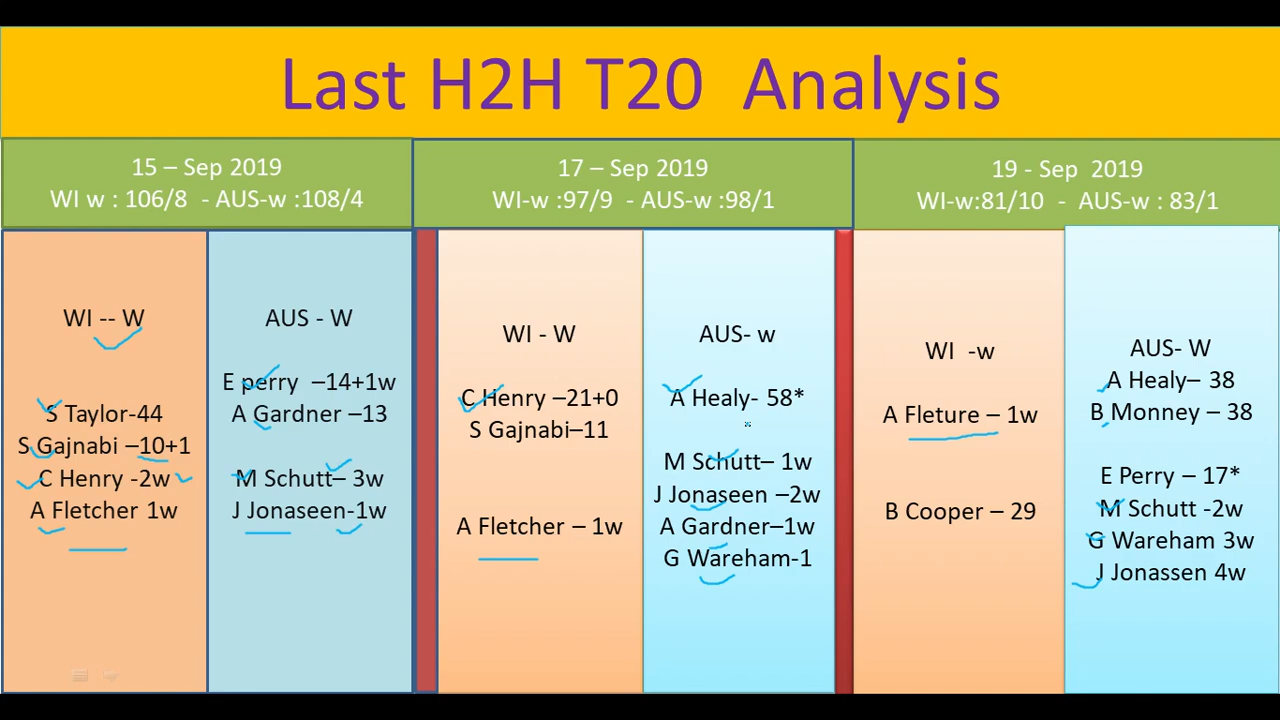 Last H2H T20 Analysis
15 – Sep 2019
WI w : 106/8 - AUS-w :108/4
17 – Sep 2019
WI-w :97/9 - AUS-w :98/1
19 - Sep 2019
WI-w:81/10 - AUS-w : 83/1
WI -- W
S Taylor-44
S Gajnabi –10+1
C Henry -2w
A Fletcher 1w
AUS - W
E perry –14+1w
A Gardner –13
M Schutt– 3w
J Jonaseen-1w
WI - W
C Henry –21+0
S Gajnabi–11
A Fletcher – 1w
AUS- w
A Healy- 58*
M Schutt– 1w
J Jonaseen –2w
A Gardner–1w
G Wareham-1
WI -w
A Fleture – 1w
B Cooper – 29
AUS- W
A Healy– 38
B Monney – 38
E Perry – 17*
M Schutt -2w
G Wareham 3w
J Jonassen 4w